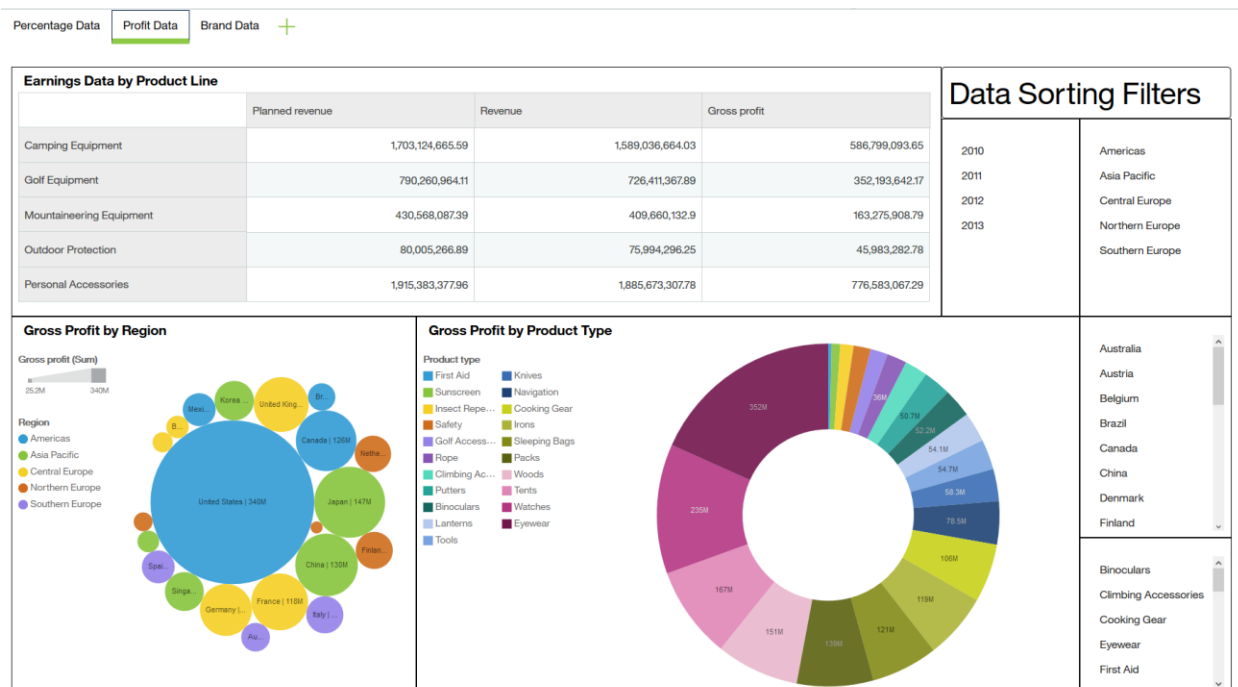 Percentage Data Profit Data Brand Data
Earnings Data by Product Line
Planned revenue Revenue Gross profit
Camping Equipment 1,703,124,665.59 1,589,036,664.03 586,799,093.65
Golf Equipment 790,260,964.11 726,411,367.89 352,193,642.17
Mountaineering Equipment 430,568,087.39 409,660,132.9 163,275,908.79
Outdoor Protection 80,005,266.89 75,994,296.25 45,983,282.78
Personal Accessories 1,915,383,377.96 1,885,673,307.78 776,583,067.29
Data Sorting Filters
2010
2011
2012
2013
Americas
Asia Pacific
Central Europe
Northern Europe
Southern Europe
Gross Profit by Region
Gross profit (Sum)
25.2M 340M
Region
Americas
Asia Pacific
Central Europe
Northern Europe
Southern Europe
Mexi...
Korea ...
United King...
Br...
B...
Canada | 126M
Nethe...
United States | 340M
Japan | 147M
Finlan...
China | 130M
Spai...
Singa...
Germany |...
France | 118M
Italy | ...
Au...
Gross Profit by Product Type
Product type
First Aid
Sunscreen
Insect Repe...
Safety
Golf Access...
Rope
Climbing Ac...
Putters
Binoculars
Lanterns
Tools
Knives
Navigation
Cooking Gear
Irons
Sleeping Bags
Packs
Woods
Tents
Watches
Eyewear
36M
50.7M
52.2M
54.1M
54.7M
58.3M
78.5M
106M
119M
121M
139M
151M
167M
235M
352M
Australia
Austria
Belgium
Brazil
Canada
China
Denmark
Finland
Binoculars
Climbing Accessories
Cooking Gear
Eyewear
First Aid